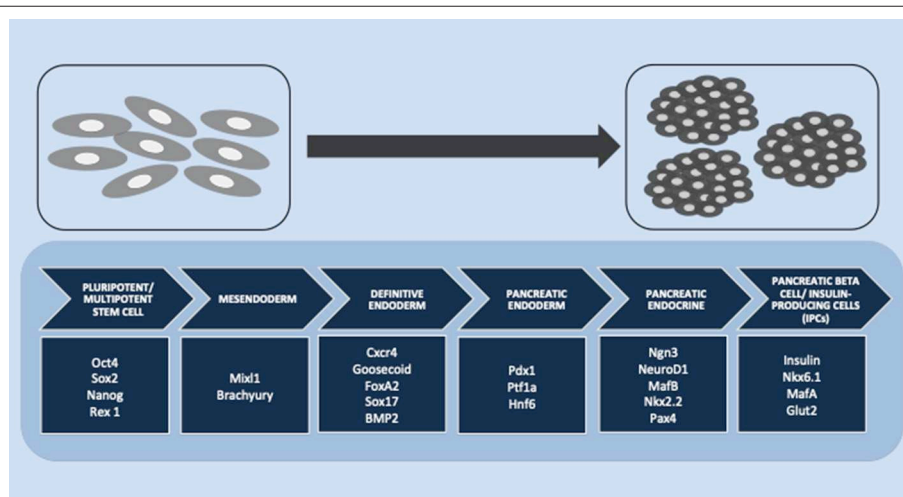 PLURIPOTENT/
MULTIPOTENT
STEM CELL
MESENDODERM
DEFINITIVE
ENDODERM
PANCREATIC
ENDODERM
PANCREATIC
ENDOCRINE
PANCREATIC BETA
CELL/ INSULIN-
PRODUCING CELLS
(IPCs)
Oct4
Sox2
Nanog
Rex 1
Mixl1
Brachyury
Cxcr4
Goosecoid
FoxA2
Sox17
BMP2
Pdx1
Ptf1a
Hnf6
Ngn3
NeuroD1
MafB
Nkx2.2
Pax4
Insulin
Nkx6.1
MafA
Glut2